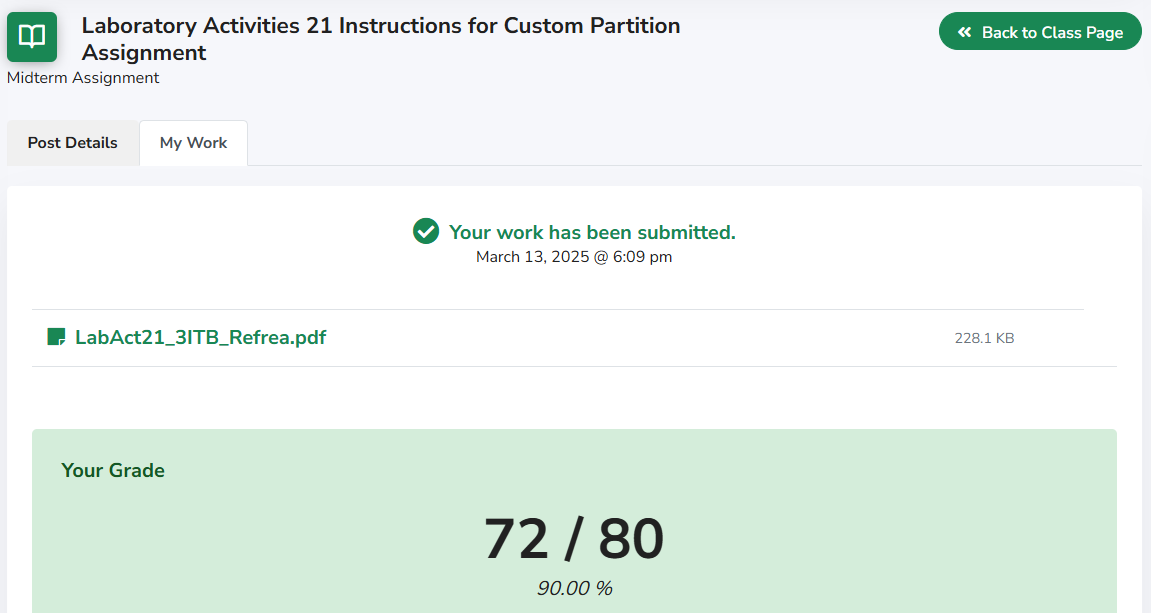 Laboratory Activities 21 Instructions for Custom Partition
Assignment
Back to Class Page
Midterm Assignment
Post Details
My Work
Your work has been submitted.
March 13, 2025 @ 6:09 pm
LabAct21_3ITB_Refrea.pdf
228.1 KB
Your Grade
72 / 80
90.00 %